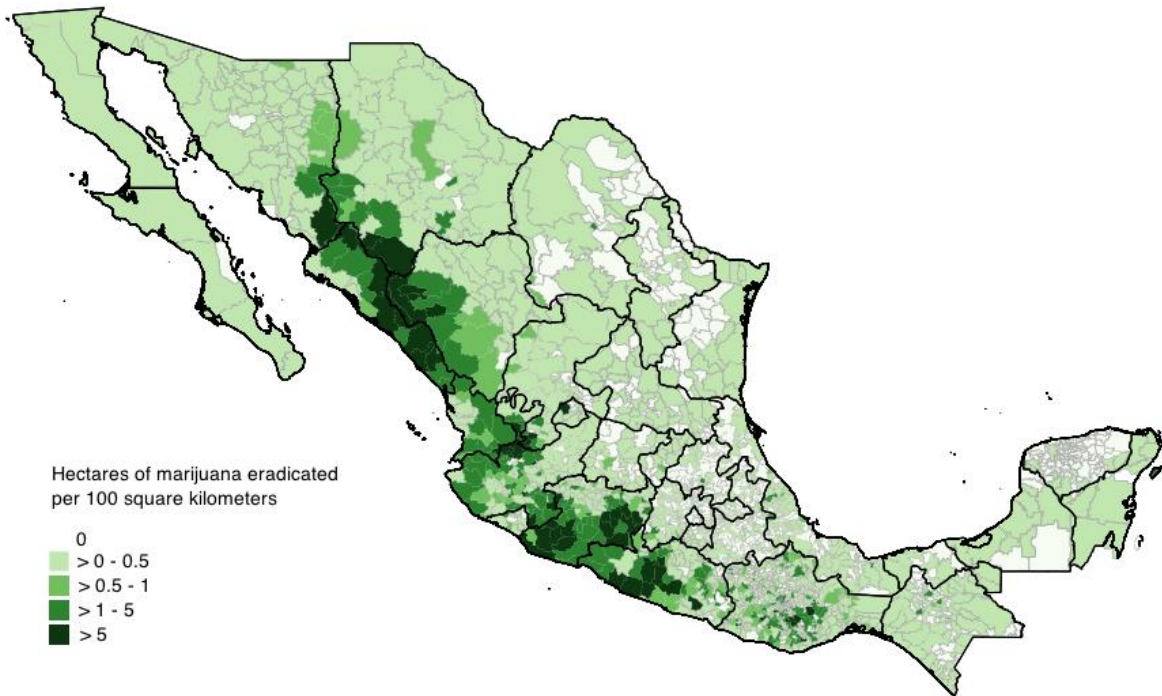 Hectares of marijuana eradicated
per 100 square kilometers
0
> 0 - 0.5
> 0.5 - 1
> 1 - 5
> 5